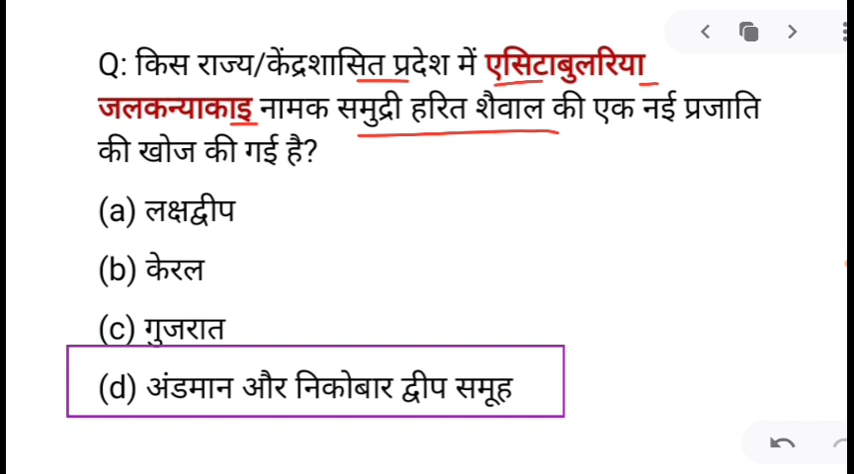 Q: किस राज्य/केंद्रशासित प्रदेश में एसिटाबुलरिया
जलकन्याकाइ नामक समुद्री हरित शैवाल की एक नई प्रजाति
की खोज की गई है?
(a) लक्षद्वीप
(b) केरल
(c) गुजरात
(d) अंडमान और निकोबार द्वीप समूह